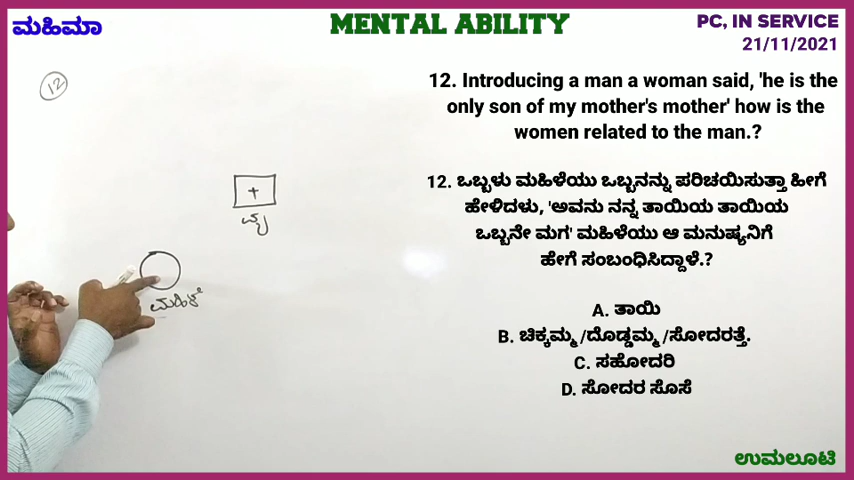 ಮಹಿಮಾ
MENTAL ABILITY
PC, IN SERVICE
21/11/2021
12
12. Introducing a man a woman said, 'he is the
only son of my mother's mother' how is the
women related to the man.?
12. ಒಬ್ಬಳು ಮಹಿಳೆಯು ಒಬ್ಬನನ್ನು ಪರಿಚಯಿಸುತ್ತಾ ಹೀಗೆ
ಹೇಳಿದಳು, 'ಅವನು ನನ್ನ ತಾಯಿಯ ತಾಯಿಯ
ಒಬ್ಬನೇ ಮಗ' ಮಹಿಳೆಯು ಆ ಮನುಷ್ಯನಿಗೆ
ಹೇಗೆ ಸಂಬಂಧಿಸಿದ್ದಾಳೆ.?
+
ವ್ಯ
ಮಹಿಳೆ
A. ತಾಯಿ
B. ಚಿಕ್ಕಮ್ಮ /ದೊಡ್ಡಮ್ಮ /ಸೋದರತ್ತೆ.
C. ಸಹೋದರಿ
D. ಸೋದರ ಸೊಸೆ
ಉಮಲೂಟಿ